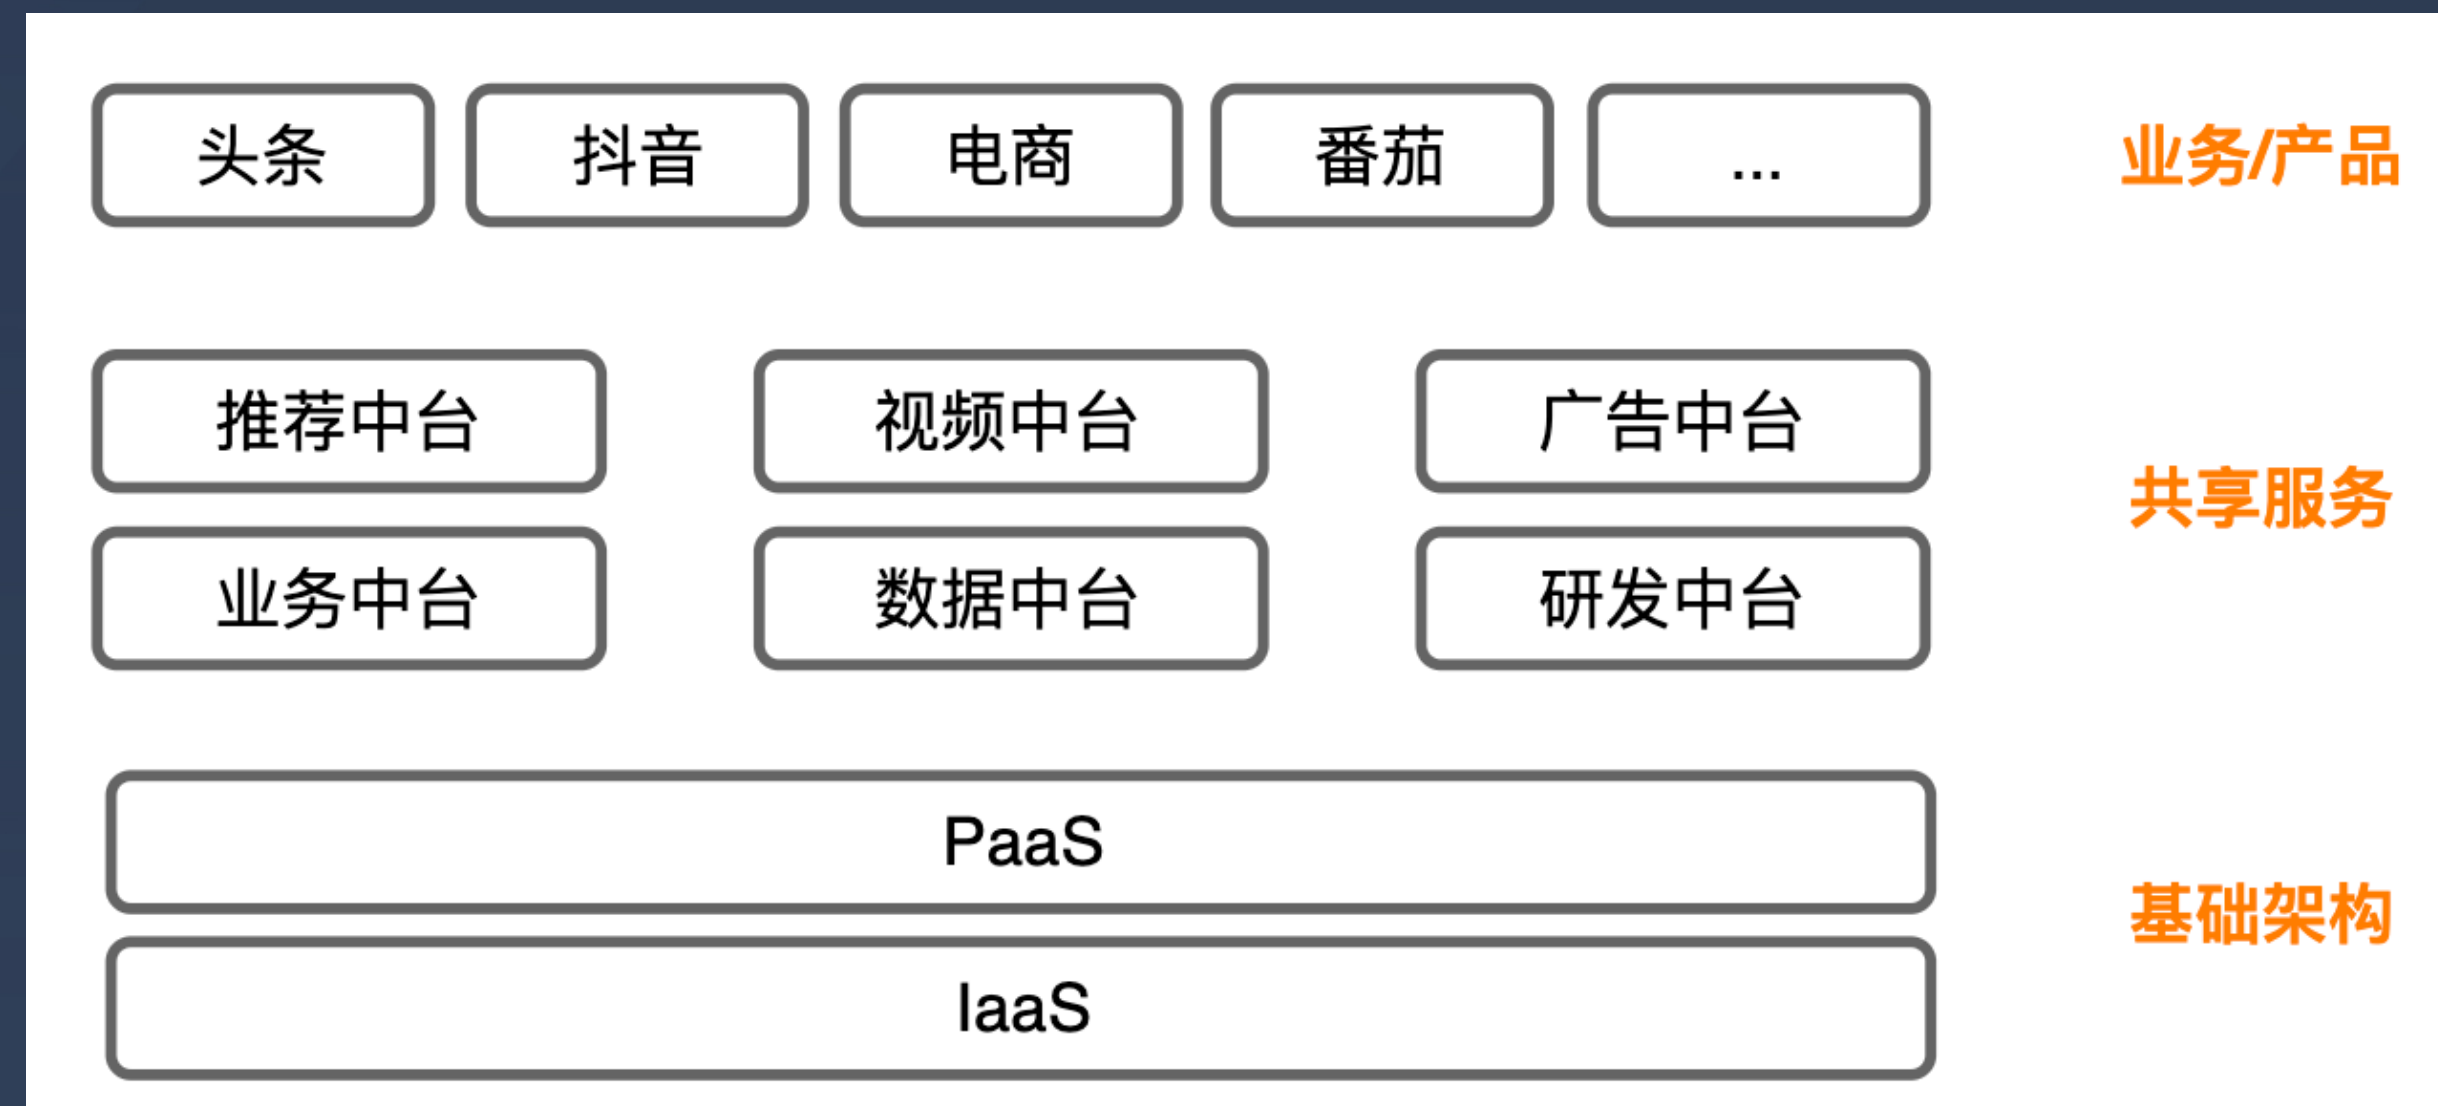 头条 抖音 电商 番茄 ... 业务/产品
推荐中台 视频中台 广告中台
共享服务
业务中台 数据中台 研发中台
PaaS
基础架构
IaaS